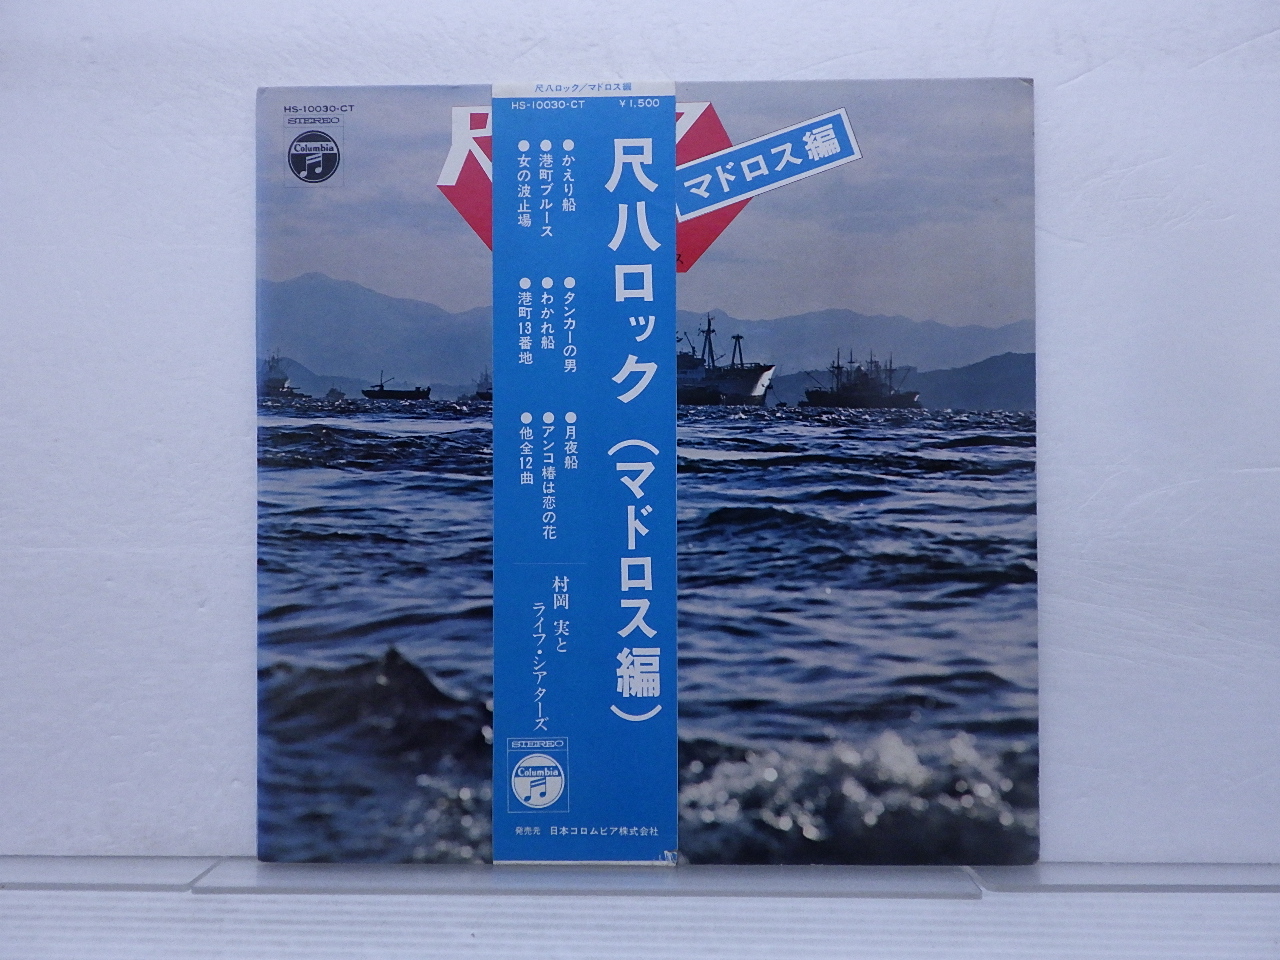 HS-10030-CT
STEREO
Columbia
尺
マドロス編
ス
尺八ロック/マドロス編
HS-10030-CT ¥1,500
尺八ロック(マドロス編)
●かえり船
●港町ブルース
●女の波止場
●タンカーの男
●わかれ船
●港町13番地
●月夜船
●アンコ椿は恋の花
●他全12曲
村岡 実と
ライフ・シアターズ
STEREO
Columbia
発売元 日本コロムビア株式会社